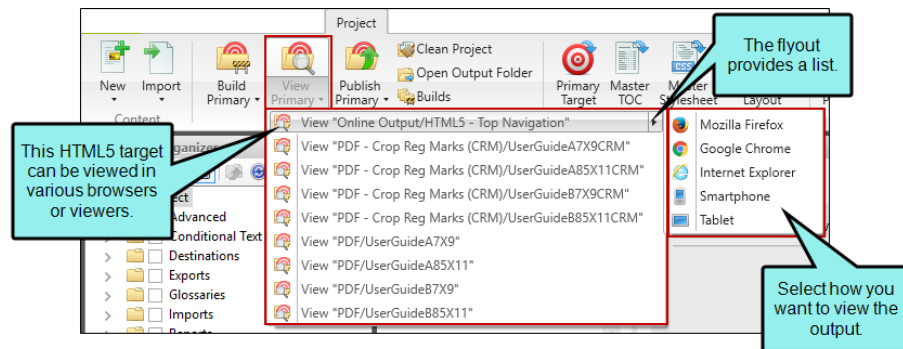 Project
Clean Project
Open Output Folder
Builds
New
Import
Build
Primary
View
Primary
Publish
Primary
Primary
Target
Master
TOC
Layout
Content
The flyout
provides a list.
This HTML5 target
can be viewed in
various browsers
or viewers.
View "Online Output/HTML5 - Top Navigation"
View "PDF - Crop Reg Marks (CRM)/UserGuideA7X9CRM"
View "PDF - Crop Reg Marks (CRM)/UserGuideA85X11CRM"
View "PDF - Crop Reg Marks (CRM)/UserGuideB7X9CRM"
View "PDF - Crop Reg Marks (CRM)/UserGuideB85X11CRM"
View "PDF/UserGuideA7X9"
View "PDF/UserGuideA85X11"
View "PDF/UserGuideB7X9"
View "PDF/UserGuideB85X11"
Mozilla Firefox
Google Chrome
Internet Explorer
Smartphone
Tablet
Advanced
Conditional Text
Destinations
Exports
Glossaries
Imports
Select how you
want to view the
output.